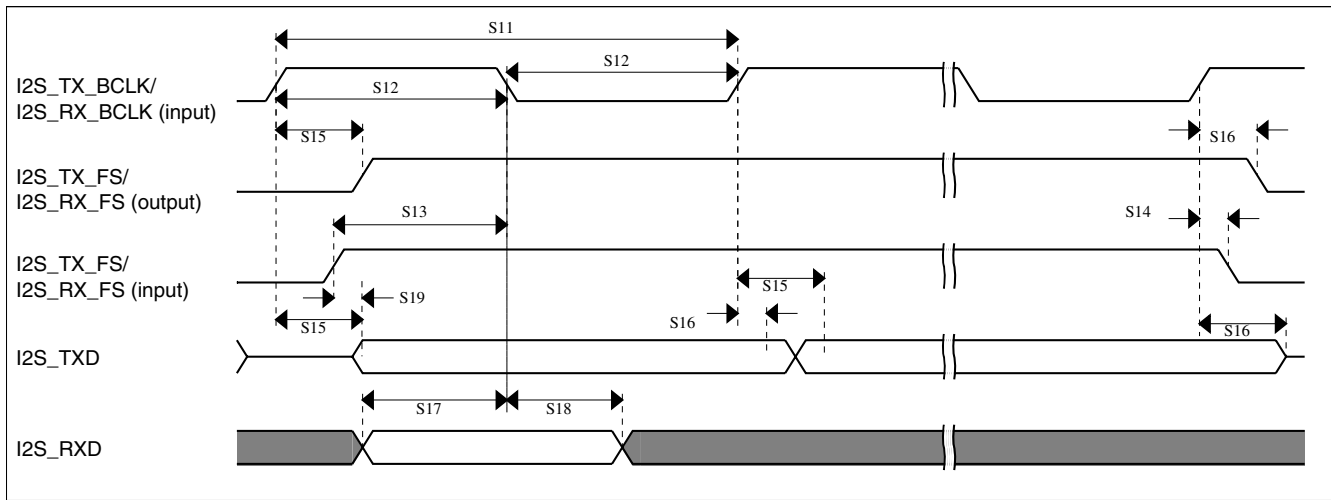 S11
I2S_TX_BCLK/
I2S_RX_BCLK (input)
S12
S12
S15
S16
I2S_TX_FS/
I2S_RX_FS (output)
S13
S14
I2S_TX_FS/
I2S_RX_FS (input)
S15
S19
S15
S16
S16
I2S_TXD
S17
S18
I2S_RXD